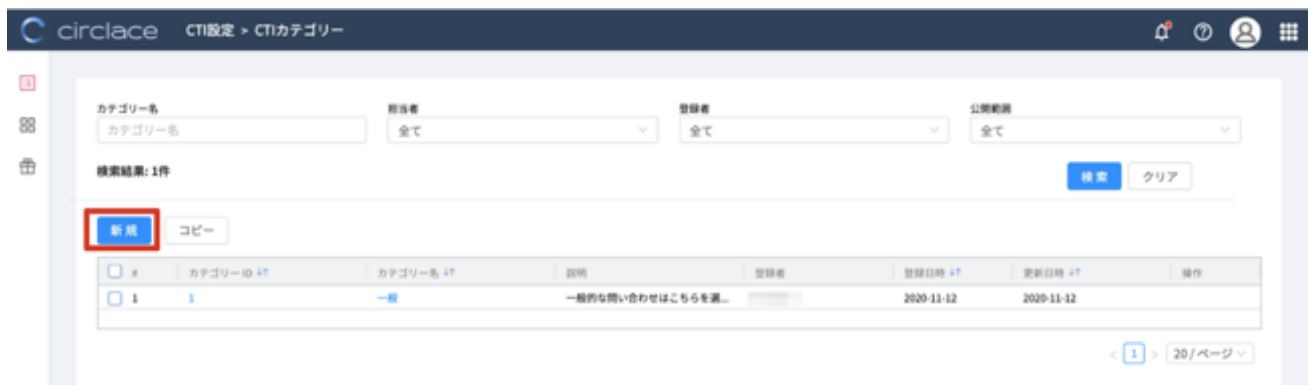 circlace CTI設定 > CTIカテゴリー
カテゴリー名 担当者 登録者 公開範囲
カテゴリー名 全て 全て 全て
検索結果: 1件 検索 クリア
新規 コピー
# カテゴリーID カテゴリー名 説明 登録者 登録日時 更新日時 操作
1 1 一般 一般的な問い合わせはこちらを選... 2020-11-12 2020-11-12
< 1 > 20 / ページ